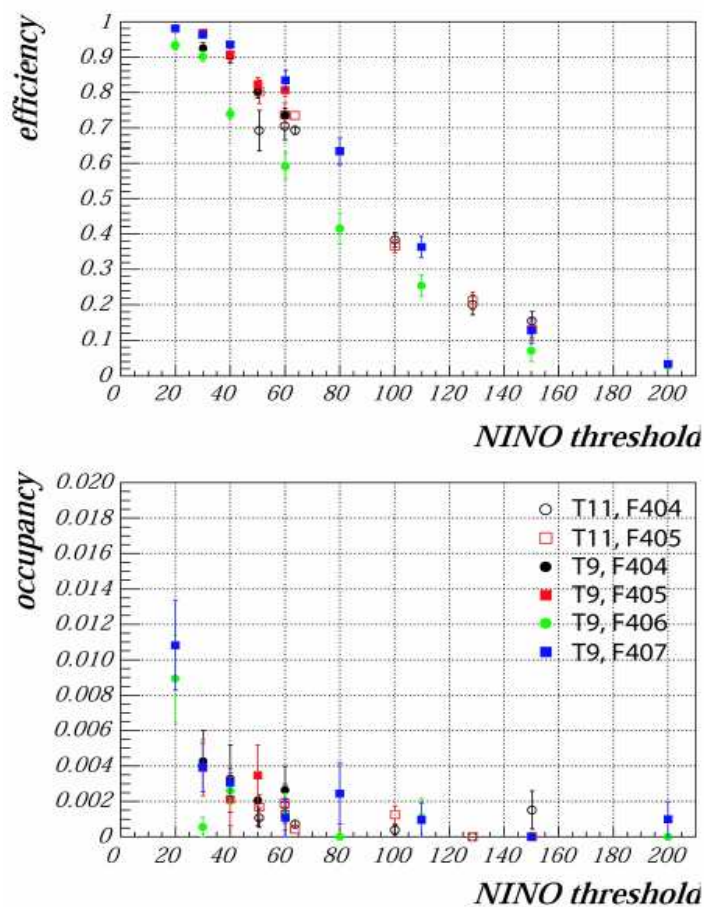 efficiency
1
0.9
0.8
0.7
0.6
0.5
0.4
0.3
0.2
0.1
0
0 20 40 60 80 100 120 140 160 180 200
NINO threshold
occupancy
0.020
0.018
0.016
0.014
0.012
0.010
0.008
0.006
0.004
0.002
0
T11, F404
T11, F405
T9, F404
T9, F405
T9, F406
T9, F407
0 20 40 60 80 100 120 140 160 180 200
NINO threshold